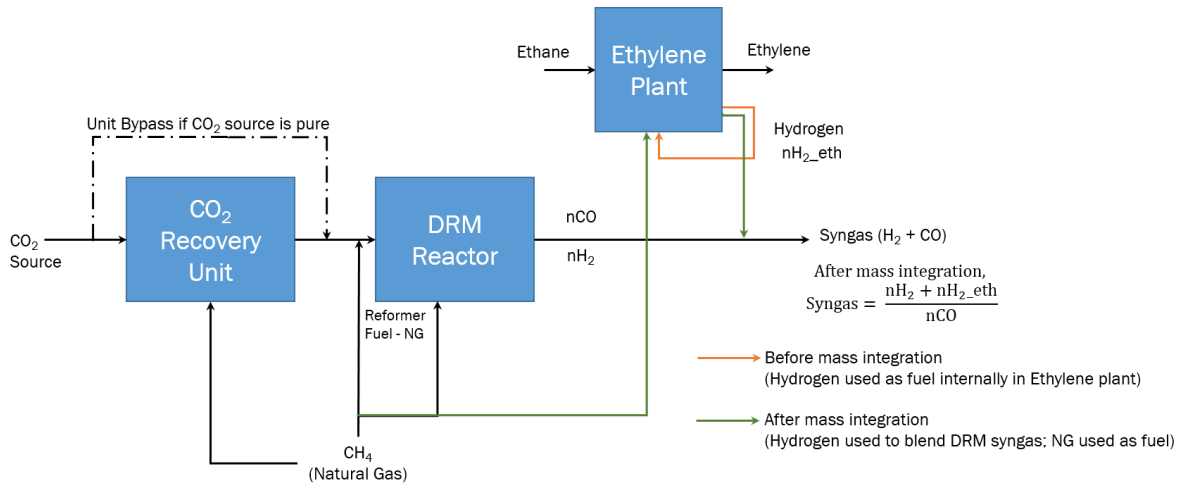 Ethane
Ethylene
Plant
Ethylene
Hydrogen
nH₂_eth
Unit Bypass if CO₂ source is pure
CO₂
Source
CO₂
Recovery
Unit
DRM
Reactor
nCO
nH₂
Syngas (H₂ + CO)
After mass integration,
Syngas = (nH₂ + nH₂_eth) / nCO
Reformer
Fuel - NG
CH₄
(Natural Gas)
Before mass integration
(Hydrogen used as fuel internally in Ethylene plant)
After mass integration
(Hydrogen used to blend DRM syngas; NG used as fuel)